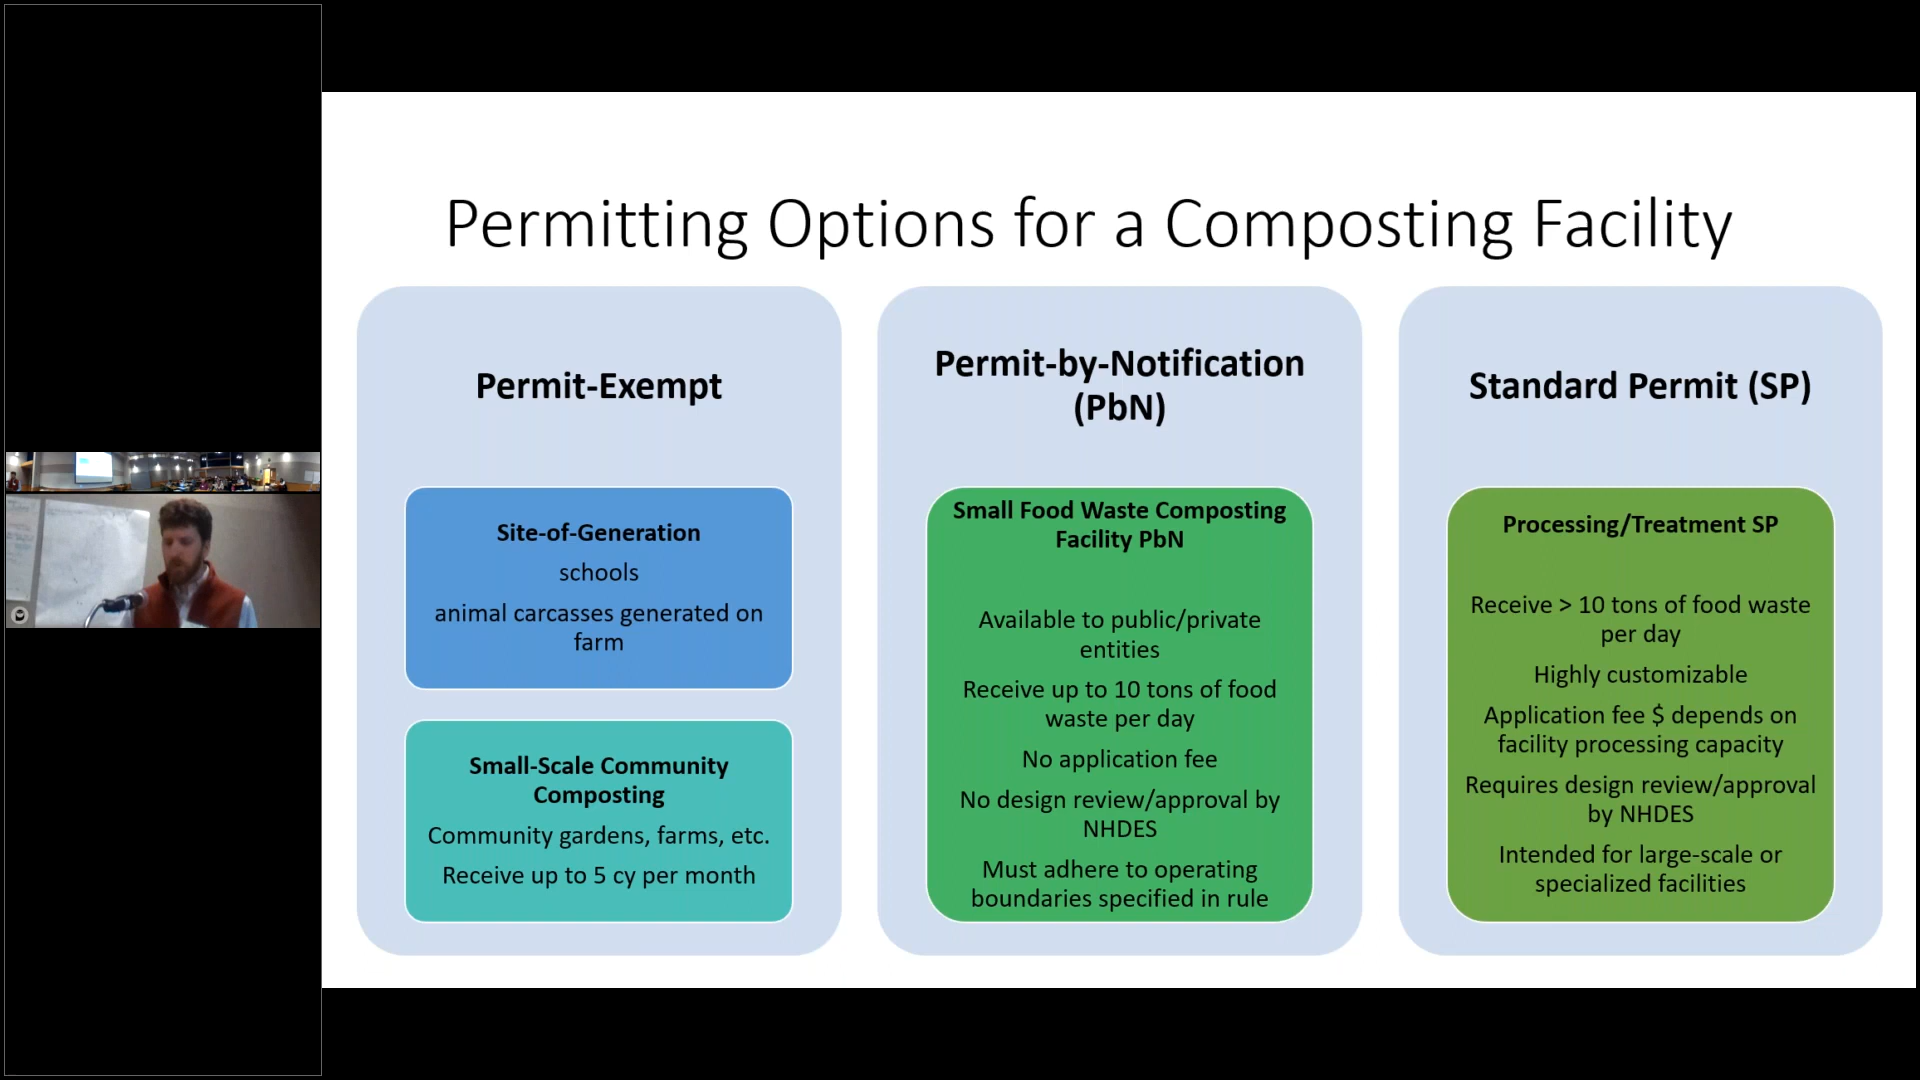 Permitting Options for a Composting Facility
Permit-Exempt
Site-of-Generation
schools
animal carcasses generated on
farm
Small-Scale Community
Composting
Community gardens, farms, etc.
Receive up to 5 cy per month
Permit-by-Notification
(PbN)
Small Food Waste Composting
Facility PbN
Available to public/private
entities
Receive up to 10 tons of food
waste per day
No application fee
No design review/approval by
NHDES
Must adhere to operating
boundaries specified in rule
Standard Permit (SP)
Processing/Treatment SP
Receive > 10 tons of food waste
per day
Highly customizable
Application fee $ depends on
facility processing capacity
Requires design review/approval
by NHDES
Intended for large-scale or
specialized facilities